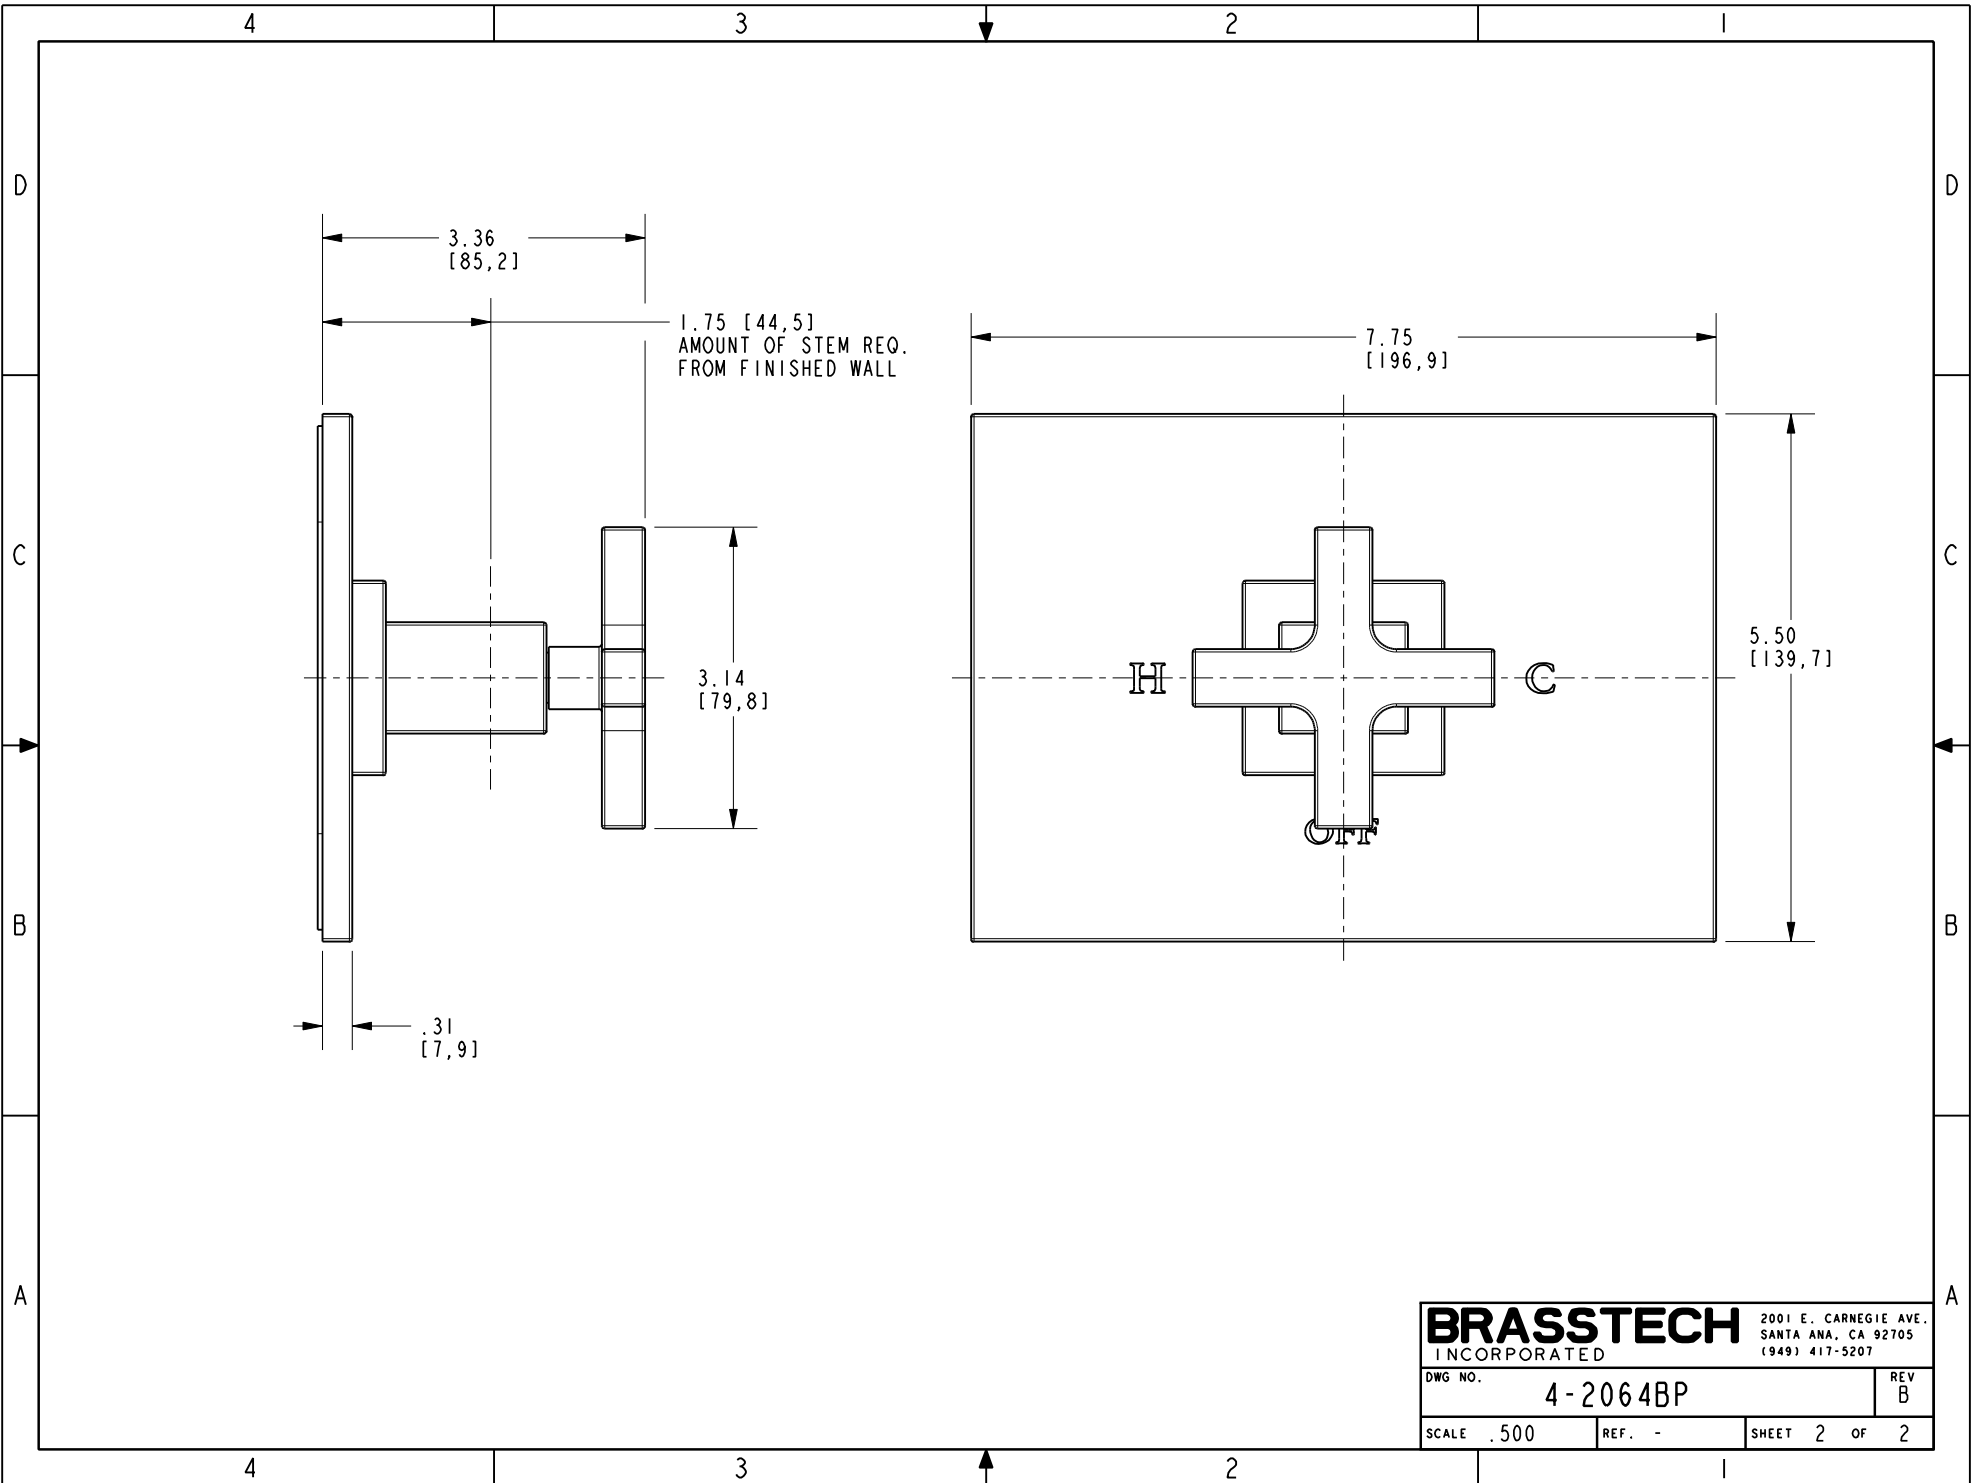 4 3 2 1
D D
3.36
[85,2]
1.75 [44,5]
AMOUNT OF STEM REQ.
FROM FINISHED WALL
7.75
[196,9]
C C
5.50
[139,7]
3.14
[79,8]
H C
OFF
B B
.31
[7,9]
A A
BRASSTECH
INCORPORATED
2001 E. CARNEGIE AVE.
SANTA ANA, CA 92705
(949) 417-5207
DWG NO.
4-2064BP
REV
B
SCALE .500
REF. -
SHEET 2 OF 2
4 3 2 1